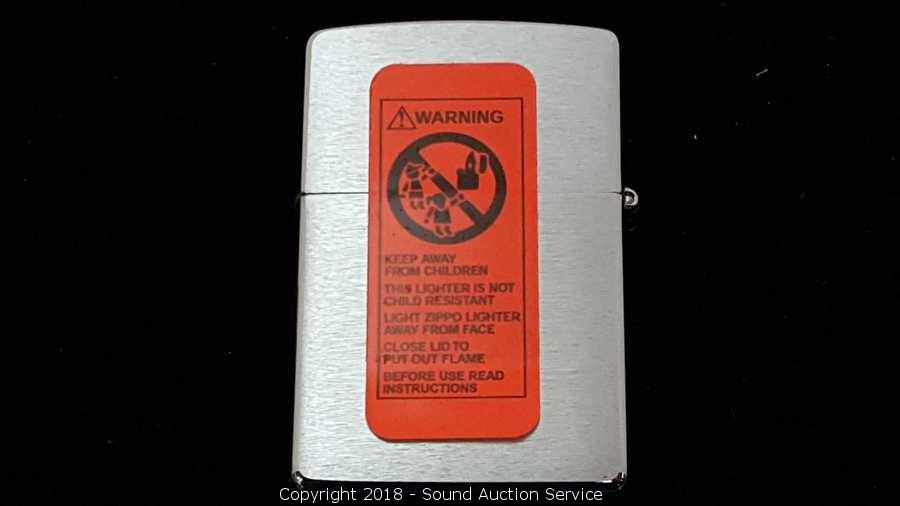 WARNING
KEEP AWAY
FROM CHILDREN
THIS LIGHTER IS NOT
CHILD RESISTANT
LIGHT ZIPPO LIGHTER
AWAY FROM FACE
CLOSE LID TO
PUT OUT FLAME
BEFORE USE READ
INSTRUCTIONS
Copyright 2018 - Sound Auction Service